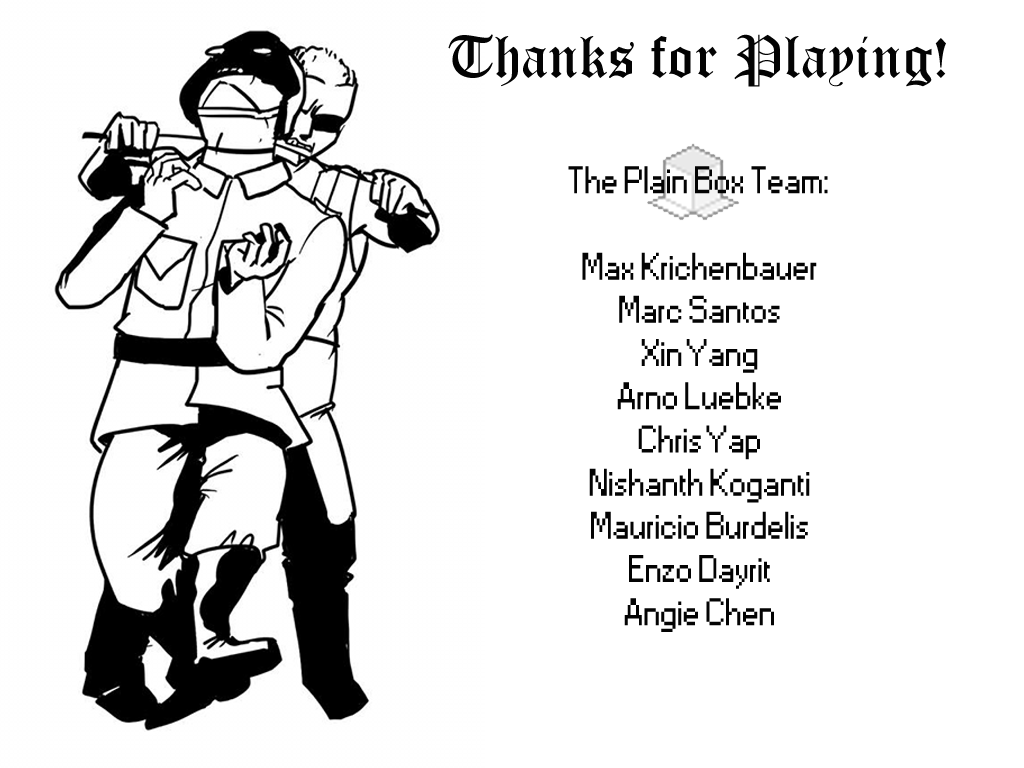 Thanks for Playing!
The Plain Box Team:
Max Krichenbauer
Marc Santos
Xin Yang
Arno Luebke
Chris Yap
Nishanth Koganti
Mauricio Burdelis
Enzo Dayrit
Angie Chen